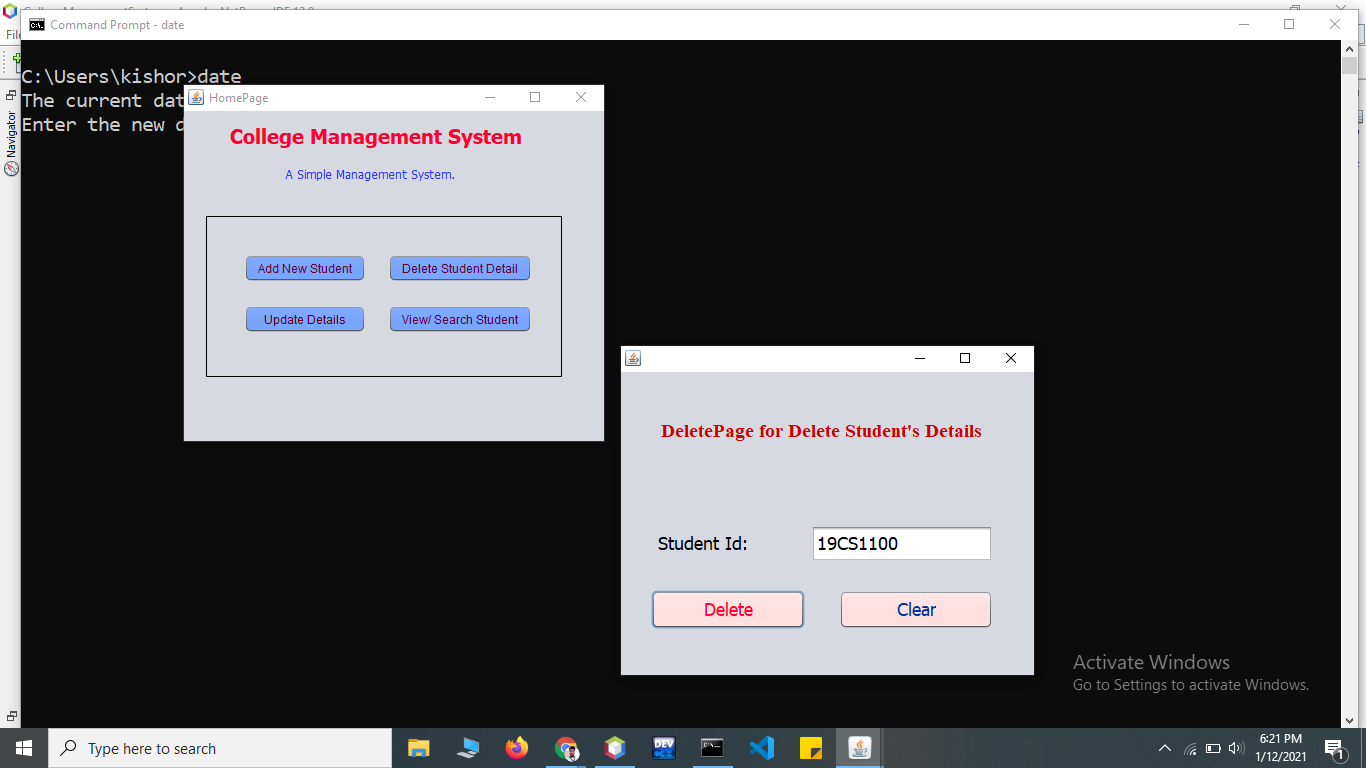 Command Prompt - date
File
C:\Users\kishor>date
The current dat
Enter the new d
Navigator
HomePage
College Management System
A Simple Management System.
Add New Student
Delete Student Detail
Update Details
View/ Search Student
DeletePage for Delete Student's Details
Student Id:
19CS1100
Delete
Clear
Activate Windows
Go to Settings to activate Windows.
Type here to search
DEV
6:21 PM
1/12/2021
1